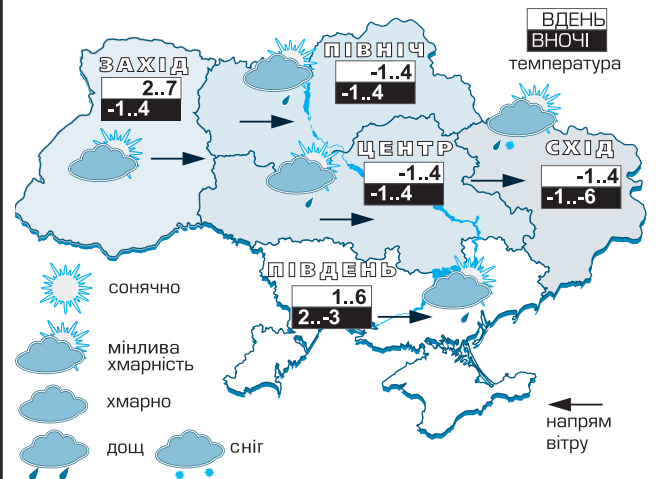 ВДЕНЬ
ВНОЧІ
температура
ПІВНІЧ
-1..4
-1..4
ЗАХІД
2..7
-1..4
ЦЕНТР
-1..4
-1..4
СХІД
-1..4
-1..-6
ПІВДЕНЬ
1..6
2..-3
сонячно
мінлива
хмарність
хмарно
дощ
сніг
напрям
вітру